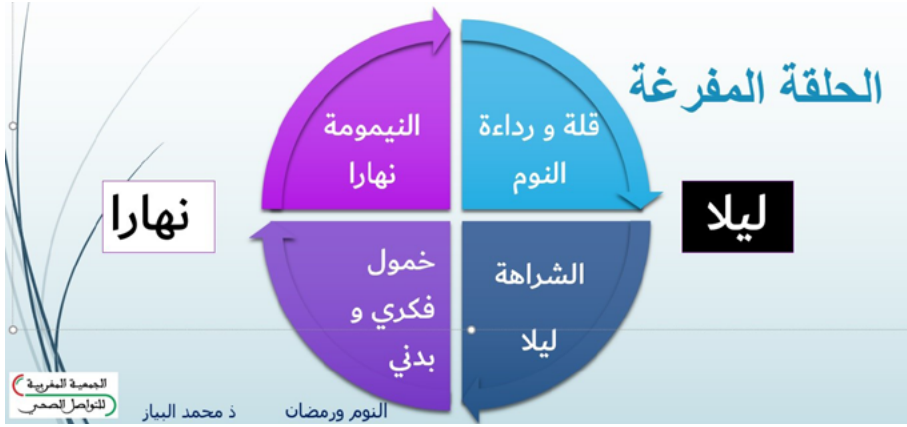 الحلقة المفرغة
قلة و رداءة
النوم
النيمومة
نهارا
ليلا
نهارا
الشراهة
ليلا
خمول
فكري و
بدني
الجمعية المغربية
للتواصل الصحي
النوم ورمضان
ذ محمد البياز